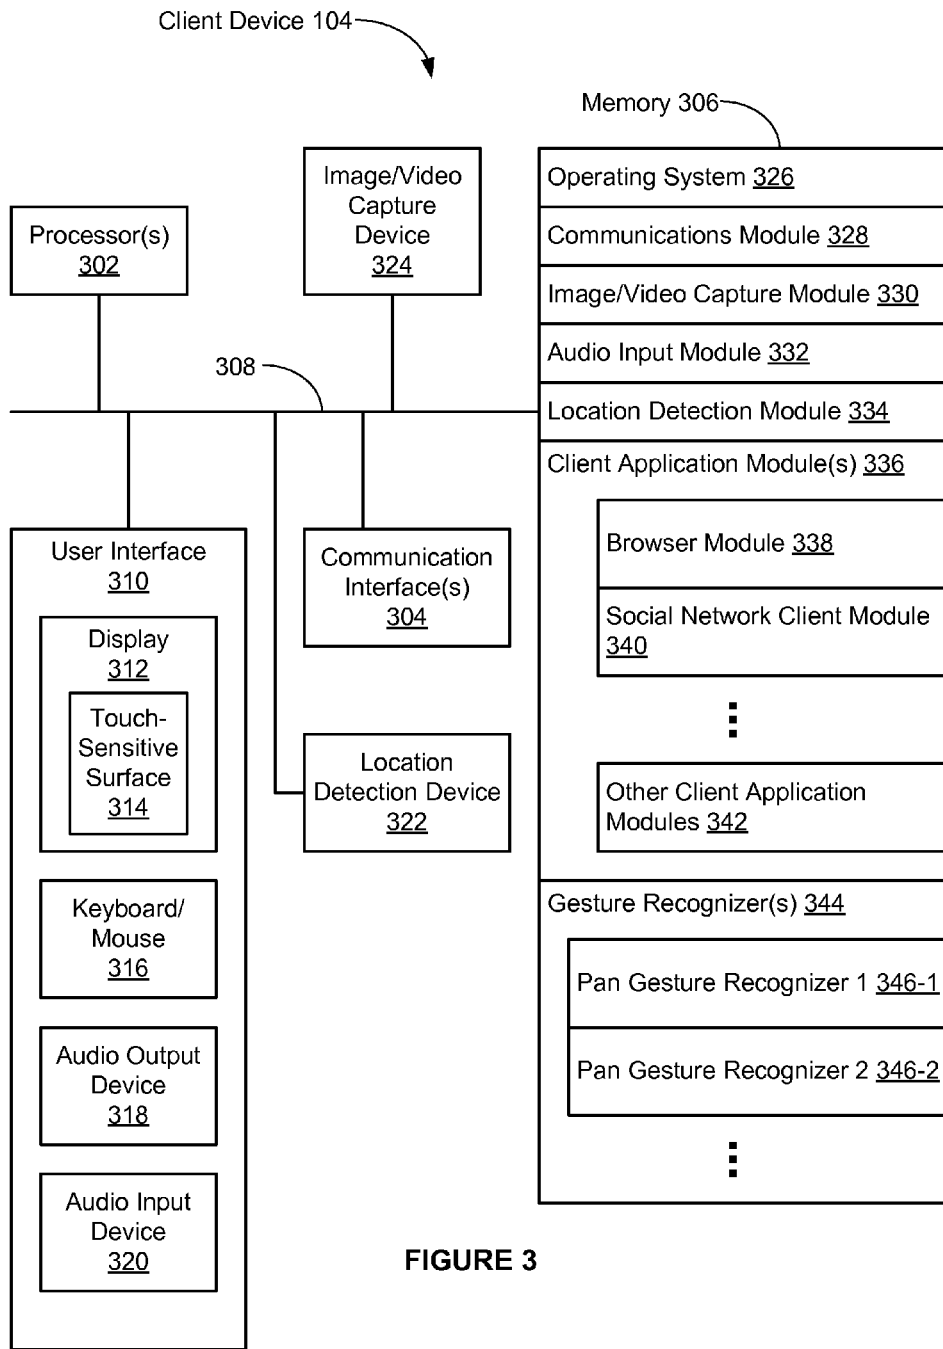 Client Device 104
Memory 306
Image/Video
Capture
Device
324
Processor(s)
302
308
User Interface
310
Display
312
Touch-
Sensitive
Surface
314
Keyboard/
Mouse
316
Audio Output
Device
318
Audio Input
Device
320
Communication
Interface(s)
304
Location
Detection Device
322
Operating System 326
Communications Module 328
Image/Video Capture Module 330
Audio Input Module 332
Location Detection Module 334
Client Application Module(s) 336
Browser Module 338
Social Network Client Module
340
Other Client Application
Modules 342
Gesture Recognizer(s) 344
Pan Gesture Recognizer 1 346-1
Pan Gesture Recognizer 2 346-2
FIGURE 3